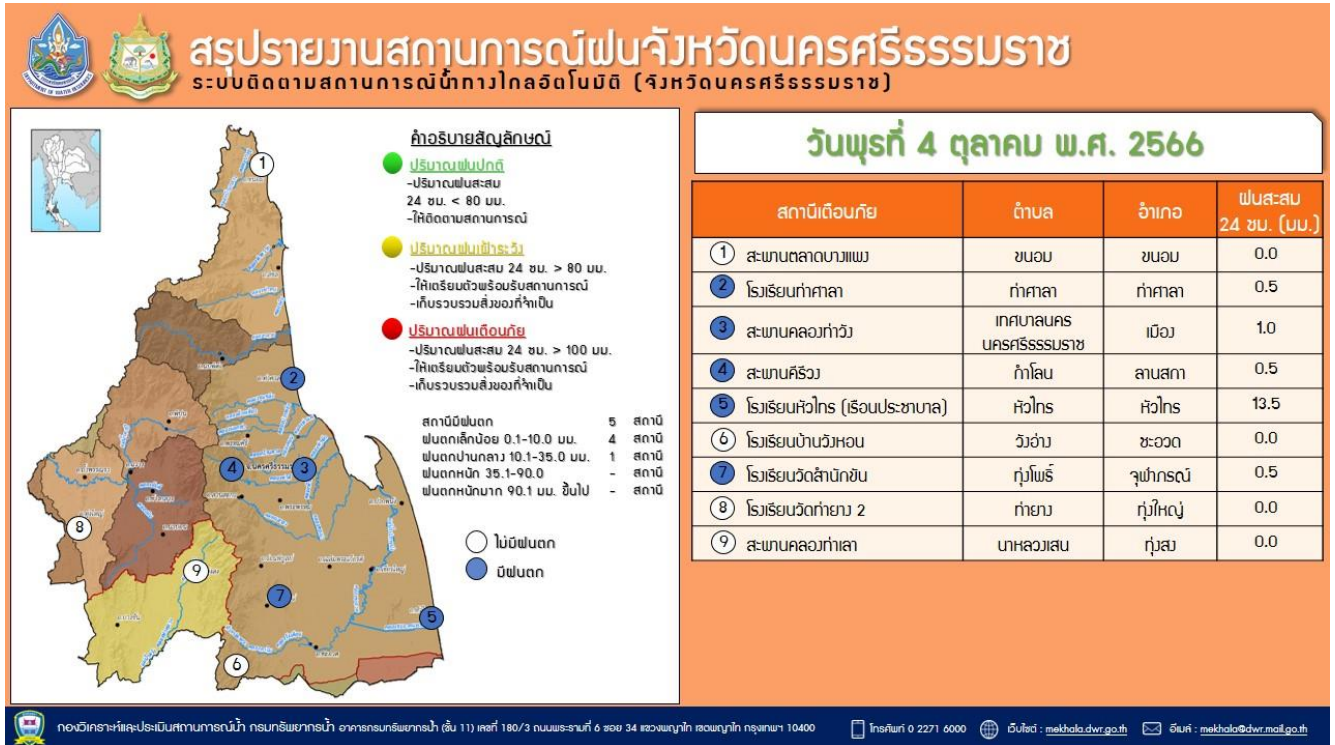 สรุปรายงานสถานการณ์ฝนจังหวัดนครศรีธรรมราช
ระบบติดตามสถานการณ์น้ำทางไกลอัตโนมัติ (จังหวัดนครศรีธรรมราช)
คำอธิบายสัญลักษณ์
ปริมาณฝนปกติ
-ปริมาณฝนสะสม
24 ชม. < 80 มม.
-ให้ติดตามสถานการณ์
ปริมาณฝนเฝ้าระวัง
-ปริมาณฝนสะสม 24 ชม. > 80 มม.
-ให้เตรียมตัวพร้อมรับสถานการณ์
-เก็บรวบรวมสิ่งของที่จำเป็น
ปริมาณฝนเตือนภัย
-ปริมาณฝนสะสม 24 ชม. > 100 มม.
-ให้เตรียมตัวพร้อมรับสถานการณ์
-เก็บรวบรวมสิ่งของที่จำเป็น
สถานีมีฝนตก 5 สถานี
ฝนตกเล็กน้อย 0.1-10.0 มม. 4 สถานี
ฝนตกปานกลาง 10.1-35.0 มม. 1 สถานี
ฝนตกหนัก 35.1-90.0 - สถานี
ฝนตกหนักมาก 90.1 มม. ขึ้นไป - สถานี
ไม่มีฝนตก
มีฝนตก
1
2
4
3
8
9
7
5
6
วันพุธที่ 4 ตุลาคม พ.ศ. 2566
สถานีเตือนภัย ตำบล อำเภอ ฝนสะสม 24 ชม. (มม.)
1 สะพานตลาดบางแพง ขนอม ขนอม 0.0
2 โรงเรียนท่าศาลา ท่าศาลา ท่าศาลา 0.5
3 สะพานคลองท่าวัง เทศบาลนคร นครศรีธรรมราช เมือง 1.0
4 สะพานคีรีวง กำโลน ลานสกา 0.5
5 โรงเรียนหัวไทร (เรือนประชาบาล) หัวไทร หัวไทร 13.5
6 โรงเรียนบ้านวังหอน วังอ่าง ชะอวด 0.0
7 โรงเรียนวัดสำนักขัน ทุ่งโพธิ์ จุฬาภรณ์ 0.5
8 โรงเรียนวัดท่ายาง 2 ท่ายาง ทุ่งใหญ่ 0.0
9 สะพานคลองท่าเลา นาหลวงเสน ทุ่งสง 0.0
กองวิเคราะห์และประเมินสถานการณ์น้ำ กรมทรัพยากรน้ำ อาคารกรมทรัพยากรน้ำ (ชั้น 11) เลขที่ 180/3 ถนนพระรามที่ 6 ซอย 34 แขวงพญาไท เขตพญาไท กรุงเทพฯ 10400 โทรศัพท์ 0 2271 6000 เว็บไซต์ : mekhala.dwr.go.th อีเมล์ : mekhala@dwr.mail.go.th